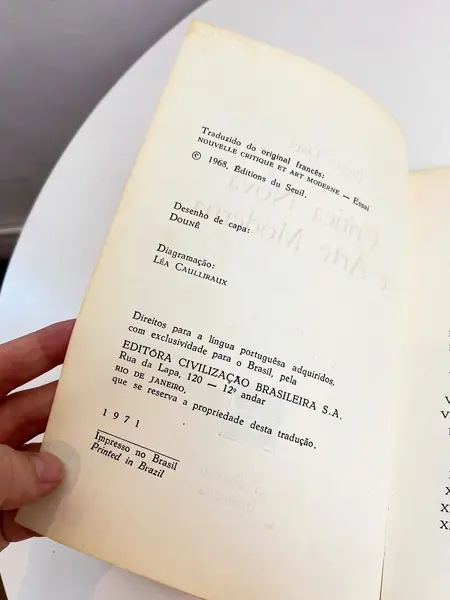 Traduzido do original francês:
NOUVELLE CRITIQUE ET ART MODERNE — Essai
© 1968, Éditions du Seuil.
Desenho de capa:
DOUNÊ
Diagramação:
LÉA CAULLIRAUX
Direitos para a língua portuguêsa adquiridos,
com exclusividade para o Brasil, pela
EDITÔRA CIVILIZAÇÃO BRASILEIRA S.A.
Rua da Lapa, 120 — 12º andar
RIO DE JANEIRO,
que se reserva a propriedade desta tradução.
1971
Impresso no Brasil
Printed in Brazil